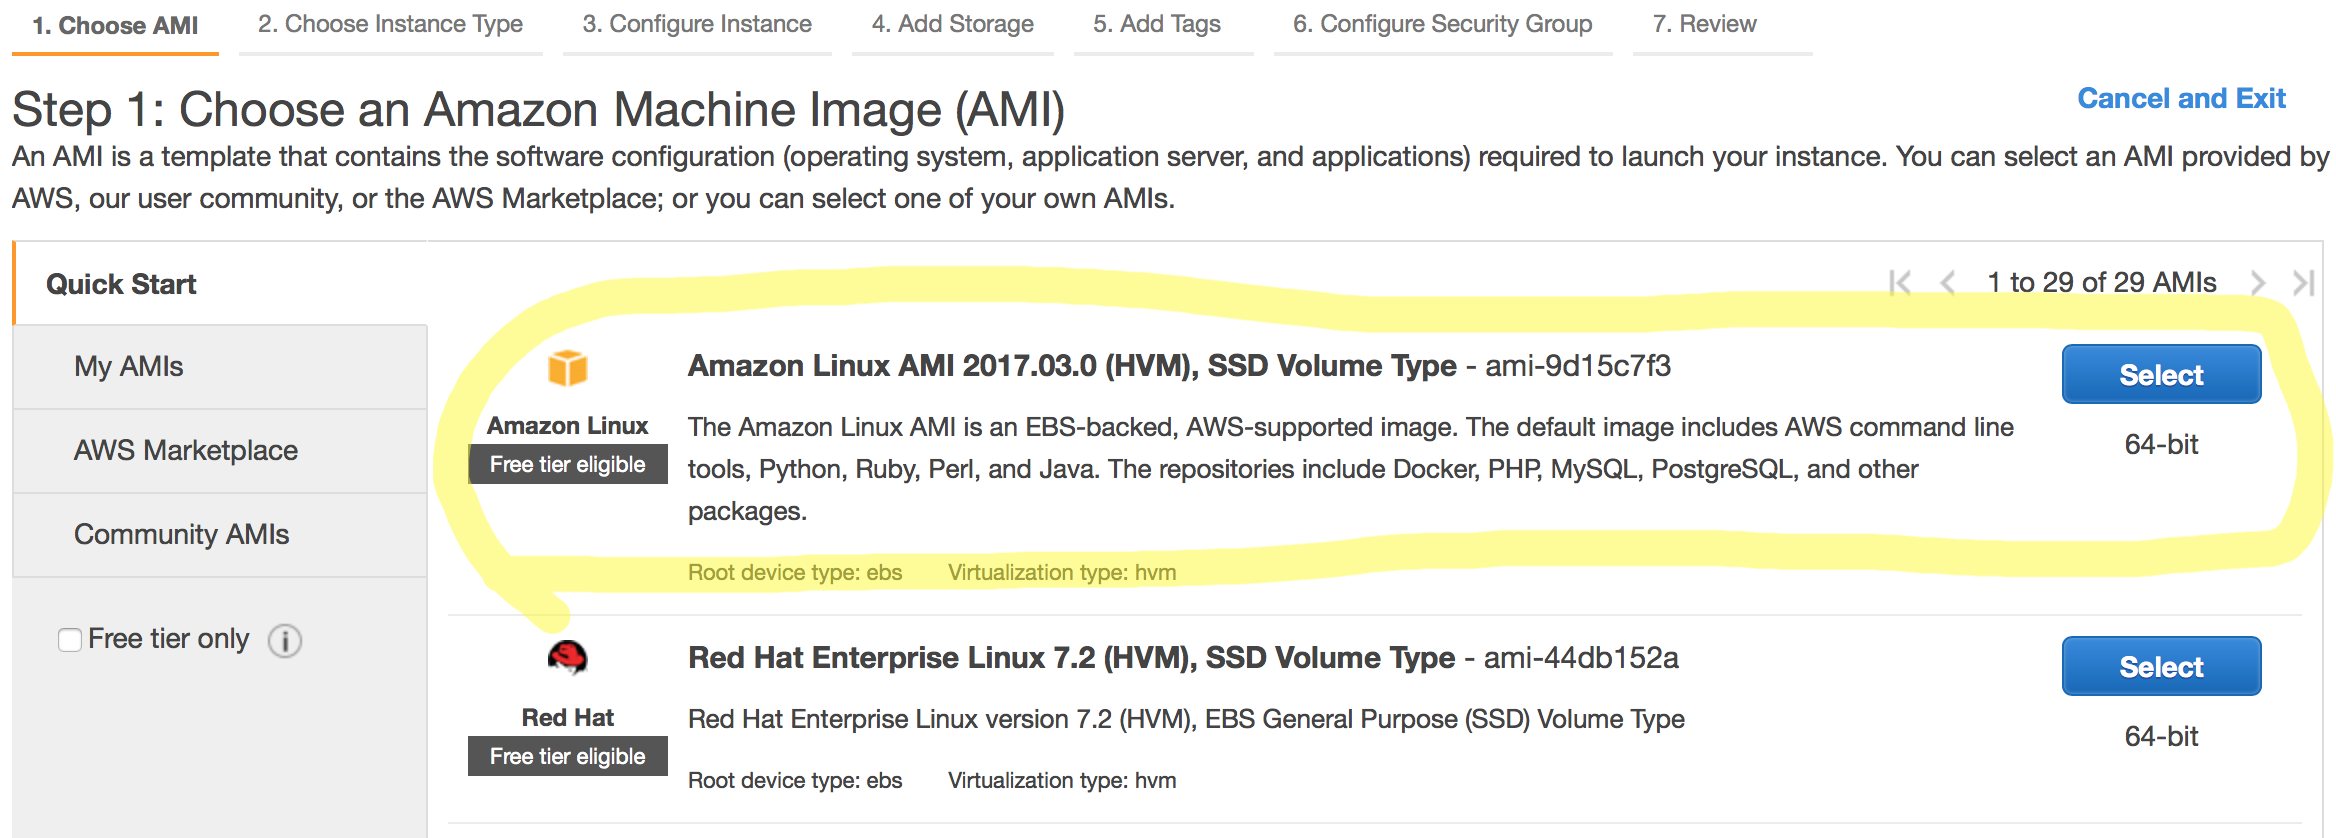 1. Choose AMI 2. Choose Instance Type 3. Configure Instance 4. Add Storage 5. Add Tags 6. Configure Security Group 7. Review
Step 1: Choose an Amazon Machine Image (AMI)
Cancel and Exit
An AMI is a template that contains the software configuration (operating system, application server, and applications) required to launch your instance. You can select an AMI provided by
AWS, our user community, or the AWS Marketplace; or you can select one of your own AMIs.
Quick Start
My AMIs
AWS Marketplace
Community AMIs
Free tier only
1 to 29 of 29 AMIs
Amazon Linux
Free tier eligible
Amazon Linux AMI 2017.03.0 (HVM), SSD Volume Type - ami-9d15c7f3
The Amazon Linux AMI is an EBS-backed, AWS-supported image. The default image includes AWS command line
tools, Python, Ruby, Perl, and Java. The repositories include Docker, PHP, MySQL, PostgreSQL, and other
packages.
Root device type: ebs Virtualization type: hvm
Select
64-bit
Red Hat
Free tier eligible
Red Hat Enterprise Linux 7.2 (HVM), SSD Volume Type - ami-44db152a
Red Hat Enterprise Linux version 7.2 (HVM), EBS General Purpose (SSD) Volume Type
Root device type: ebs Virtualization type: hvm
Select
64-bit